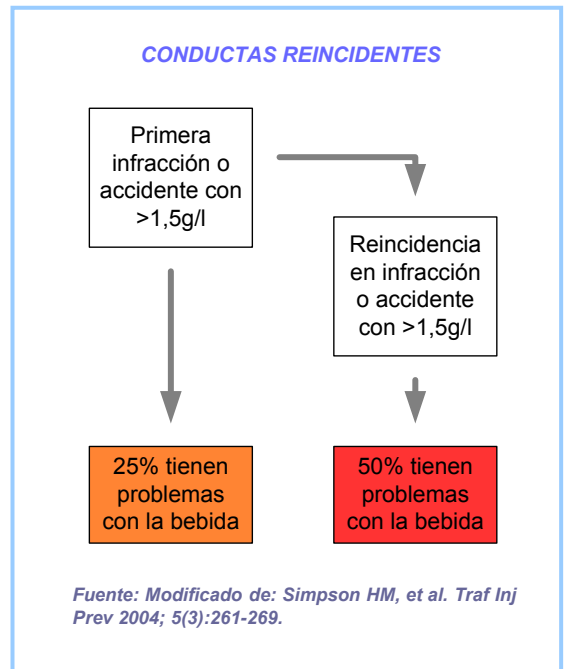 CONDUCTAS REINCIDENTES
Primera
infracción o
accidente con
>1,5g/l
Reincidencia
en infracción
o accidente
con >1,5g/l
25% tienen
problemas
con la bebida
50% tienen
problemas
con la bebida
Fuente: Modificado de: Simpson HM, et al. Traf Inj
Prev 2004; 5(3):261-269.